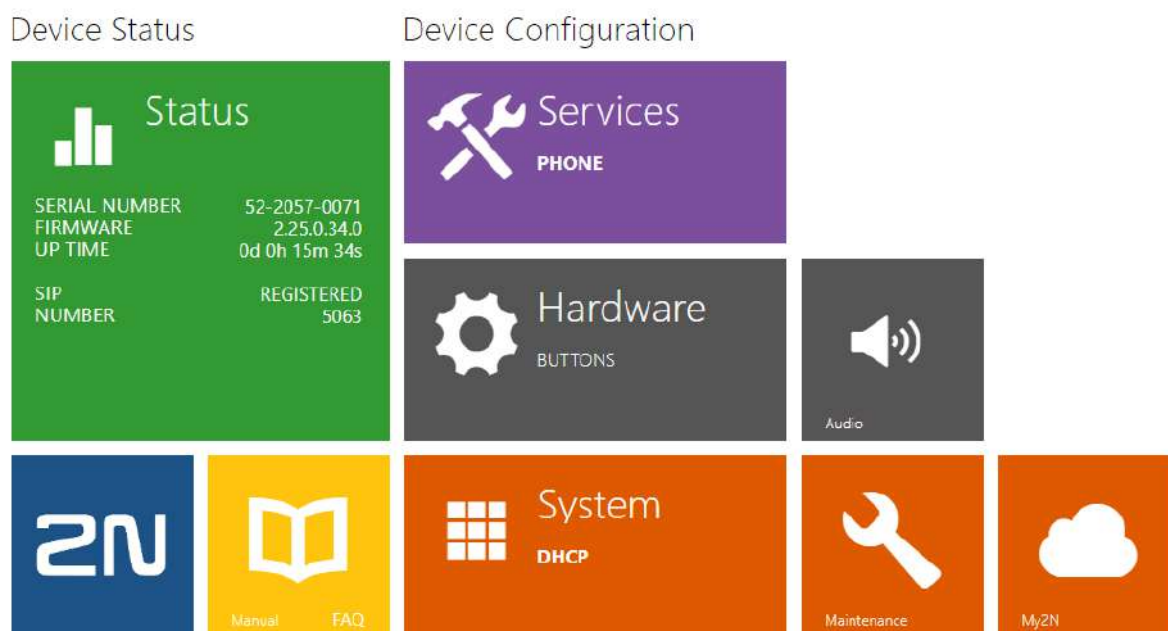 Device Status
Device Configuration
Status
SERIAL NUMBER 52-2057-0071
FIRMWARE 2.25.0.34.0
UP TIME 0d 0h 15m 34s
SIP REGISTERED
NUMBER 5063
Services
PHONE
Hardware
BUTTONS
Audio
2N
Manual FAQ
System
DHCP
Maintenance
My2N